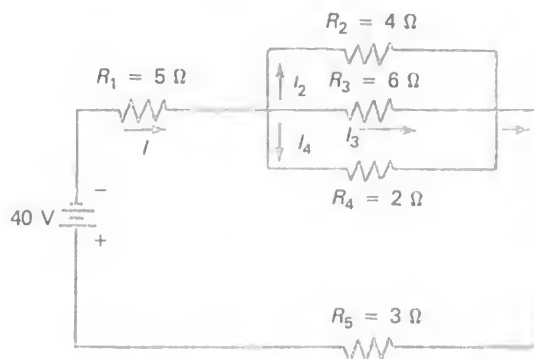 R2 = 4 Ω
R1 = 5 Ω
I2
R3 = 6 Ω
I
I4
I3
R4 = 2 Ω
−
40 V
+
R5 = 3 Ω